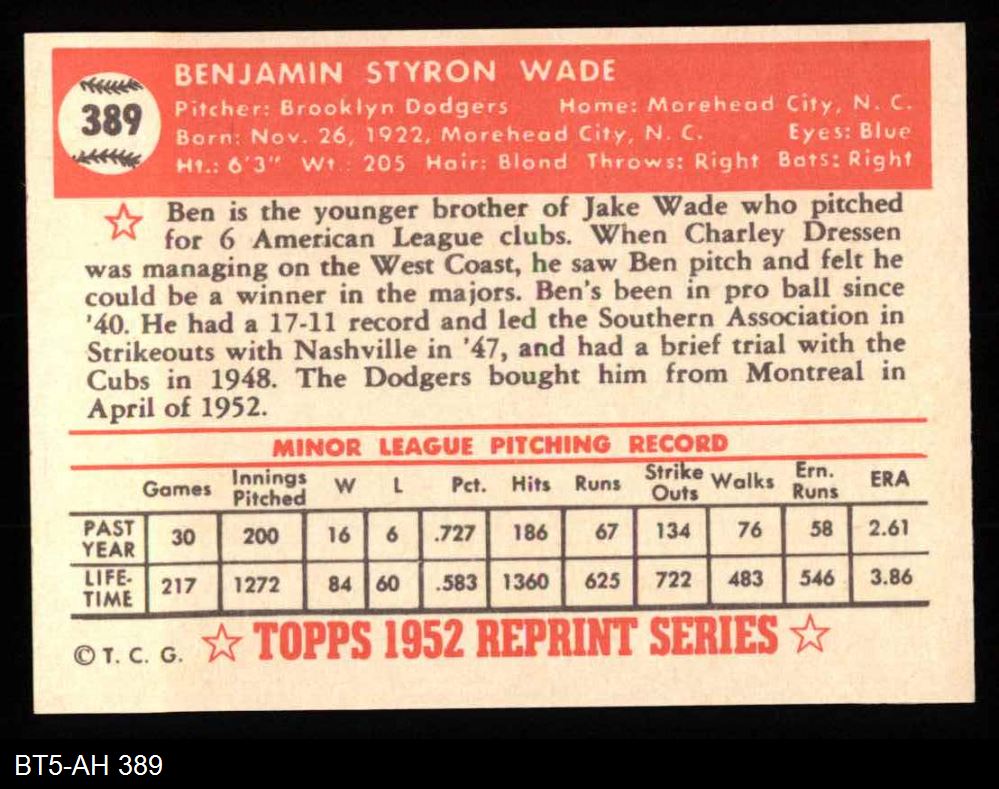 389
BENJAMIN STYRON WADE
Pitcher: Brooklyn Dodgers Home: Morehead City, N. C.
Born: Nov. 26, 1922, Morehead City, N. C. Eyes: Blue
Ht.: 6'3" Wt.: 205 Hair: Blond Throws: Right Bats: Right
Ben is the younger brother of Jake Wade who pitched
for 6 American League clubs. When Charley Dressen
was managing on the West Coast, he saw Ben pitch and felt he
could be a winner in the majors. Ben's been in pro ball since
'40. He had a 17-11 record and led the Southern Association in
Strikeouts with Nashville in '47, and had a brief trial with the
Cubs in 1948. The Dodgers bought him from Montreal in
April of 1952.
MINOR LEAGUE PITCHING RECORD
Games Innings Pitched W L Pct. Hits Runs Strike Outs Walks Ern. Runs ERA
PAST YEAR 30 200 16 6 .727 186 67 134 76 58 2.61
LIFE-TIME 217 1272 84 60 .583 1360 625 722 483 546 3.86
© T. C. G. TOPPS 1952 REPRINT SERIES
BT5-AH 389